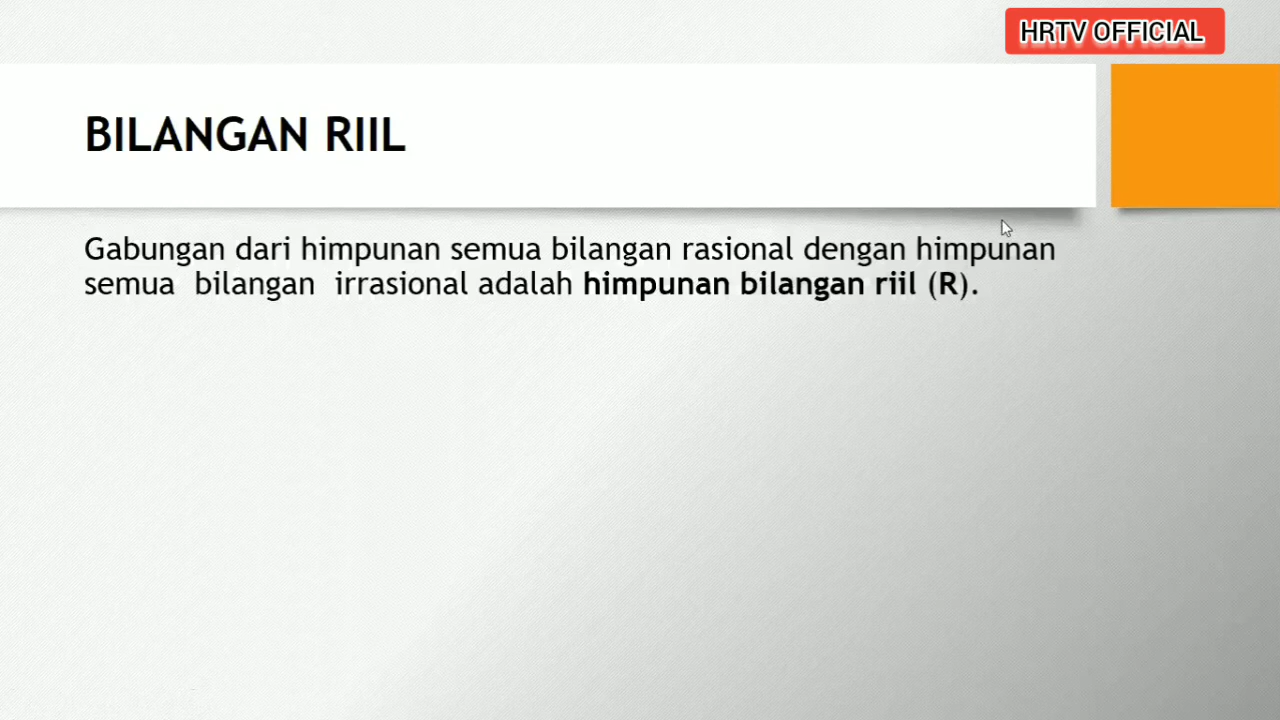 HRTV OFFICIAL
BILANGAN RIIL
Gabungan dari himpunan semua bilangan rasional dengan himpunan
semua bilangan irrasional adalah himpunan bilangan riil (R).